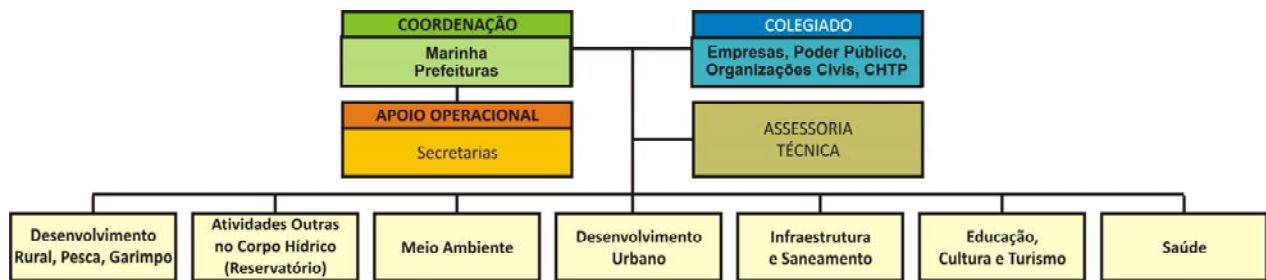 COORDENAÇÃO
Marinha
Prefeituras
COLEGIADO
Empresas, Poder Público,
Organizações Civis, CHTP
APOIO OPERACIONAL
Secretarias
ASSESSORIA
TÉCNICA
Desenvolvimento
Rural, Pesca, Garimpo
Atividades Outras
no Corpo Hídrico
(Reservatório)
Meio Ambiente
Desenvolvimento
Urbano
Infraestrutura
e Saneamento
Educação,
Cultura e Turismo
Saúde